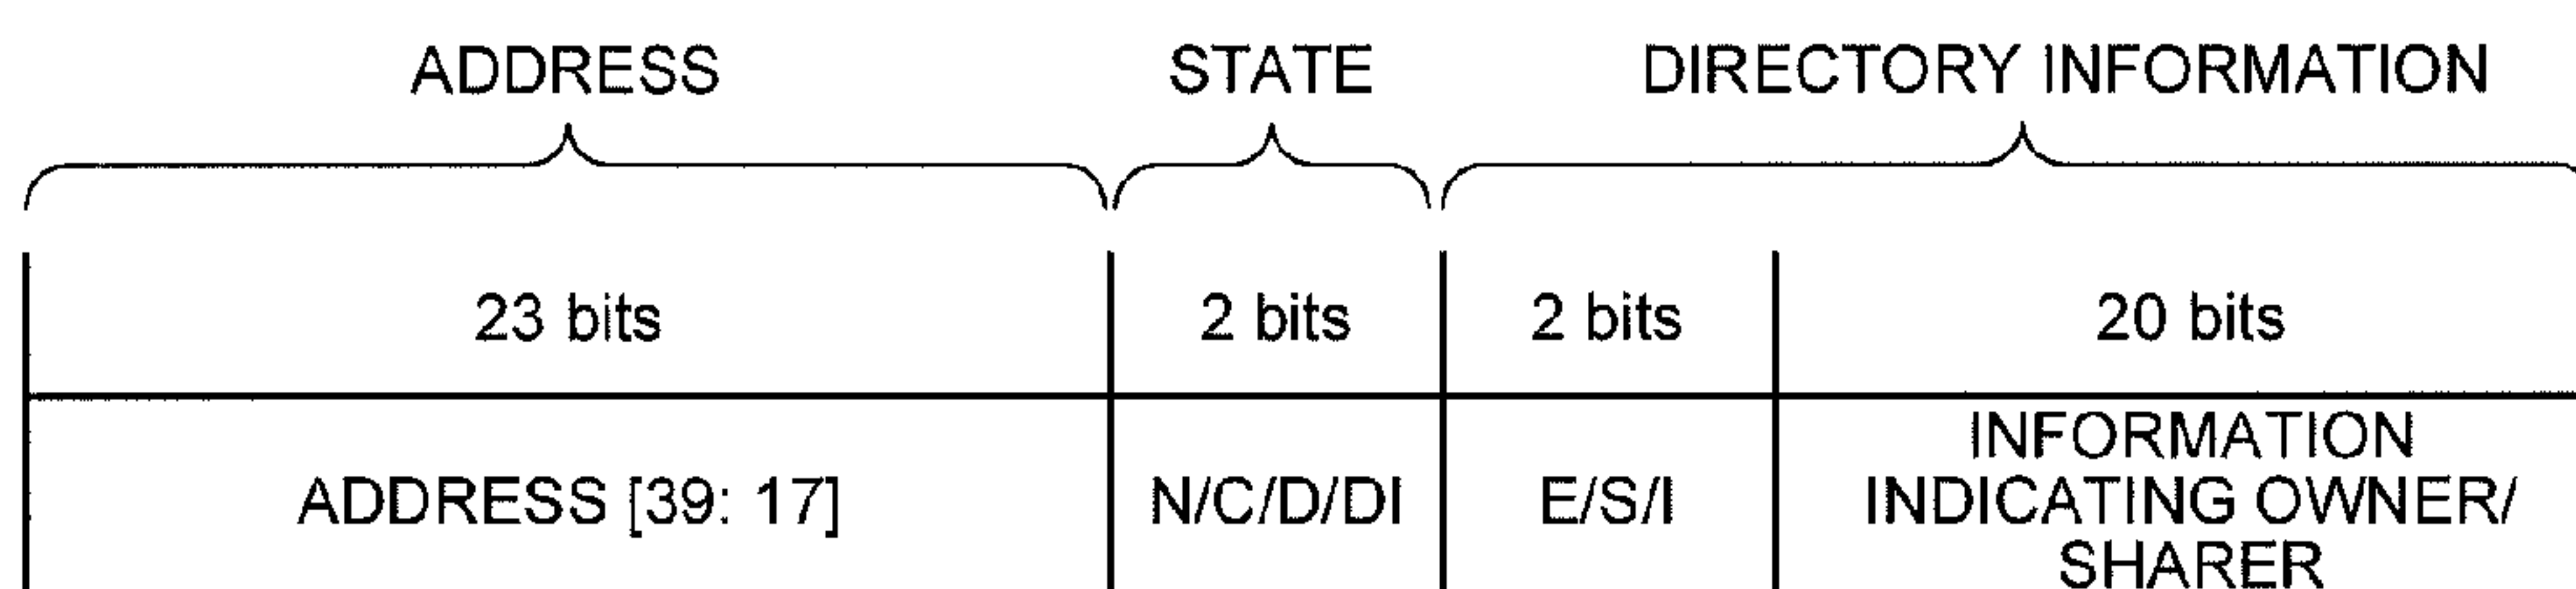 ADDRESS STATE DIRECTORY INFORMATION
23 bits 2 bits 2 bits 20 bits
ADDRESS [39: 17] N/C/D/DI E/S/I INFORMATION
INDICATING OWNER/
SHARER